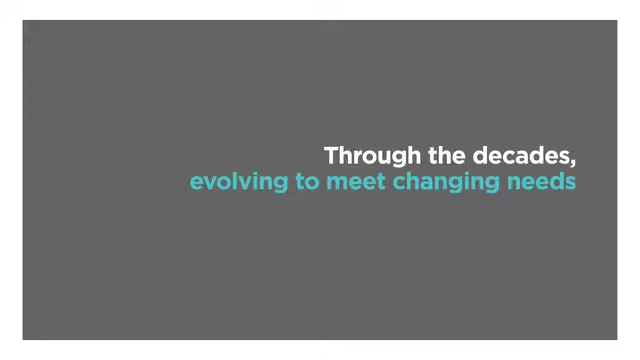 Through the decades,
evolving to meet changing needs